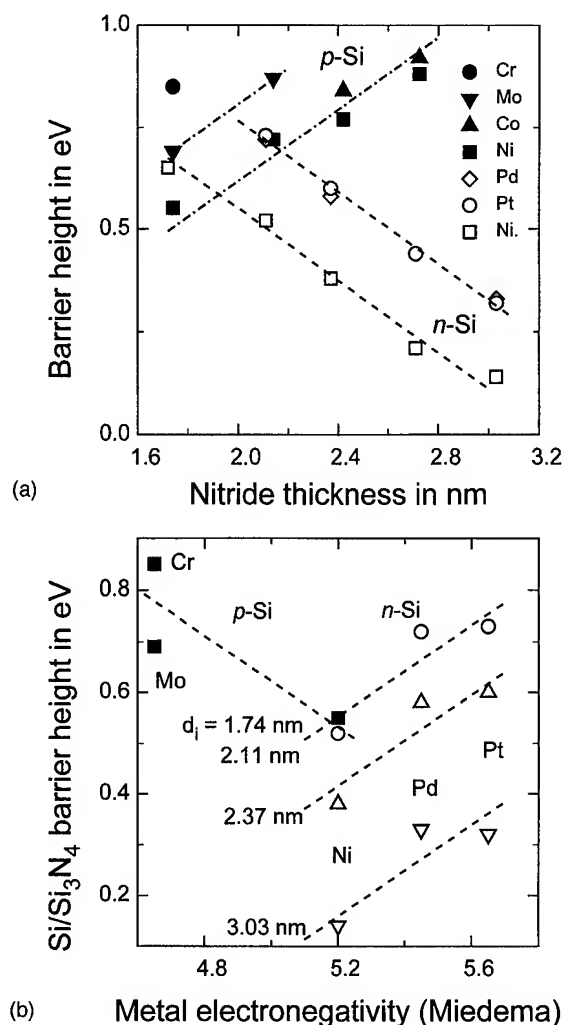 1.0
p-Si
Cr
Mo
Co
Ni
Pd
Pt
Ni.
n-Si
0.5
0.0
Barrier height in eV
1.6 2.0 2.4 2.8 3.2
(a) Nitride thickness in nm
Cr
0.8
p-Si n-Si
Mo
0.6
dᵢ = 1.74 nm
2.11 nm
Pt
Pd
0.4
2.37 nm
Ni
0.2
3.03 nm
Si/Si₃N₄ barrier height in eV
4.8 5.2 5.6
(b) Metal electronegativity (Miedema)